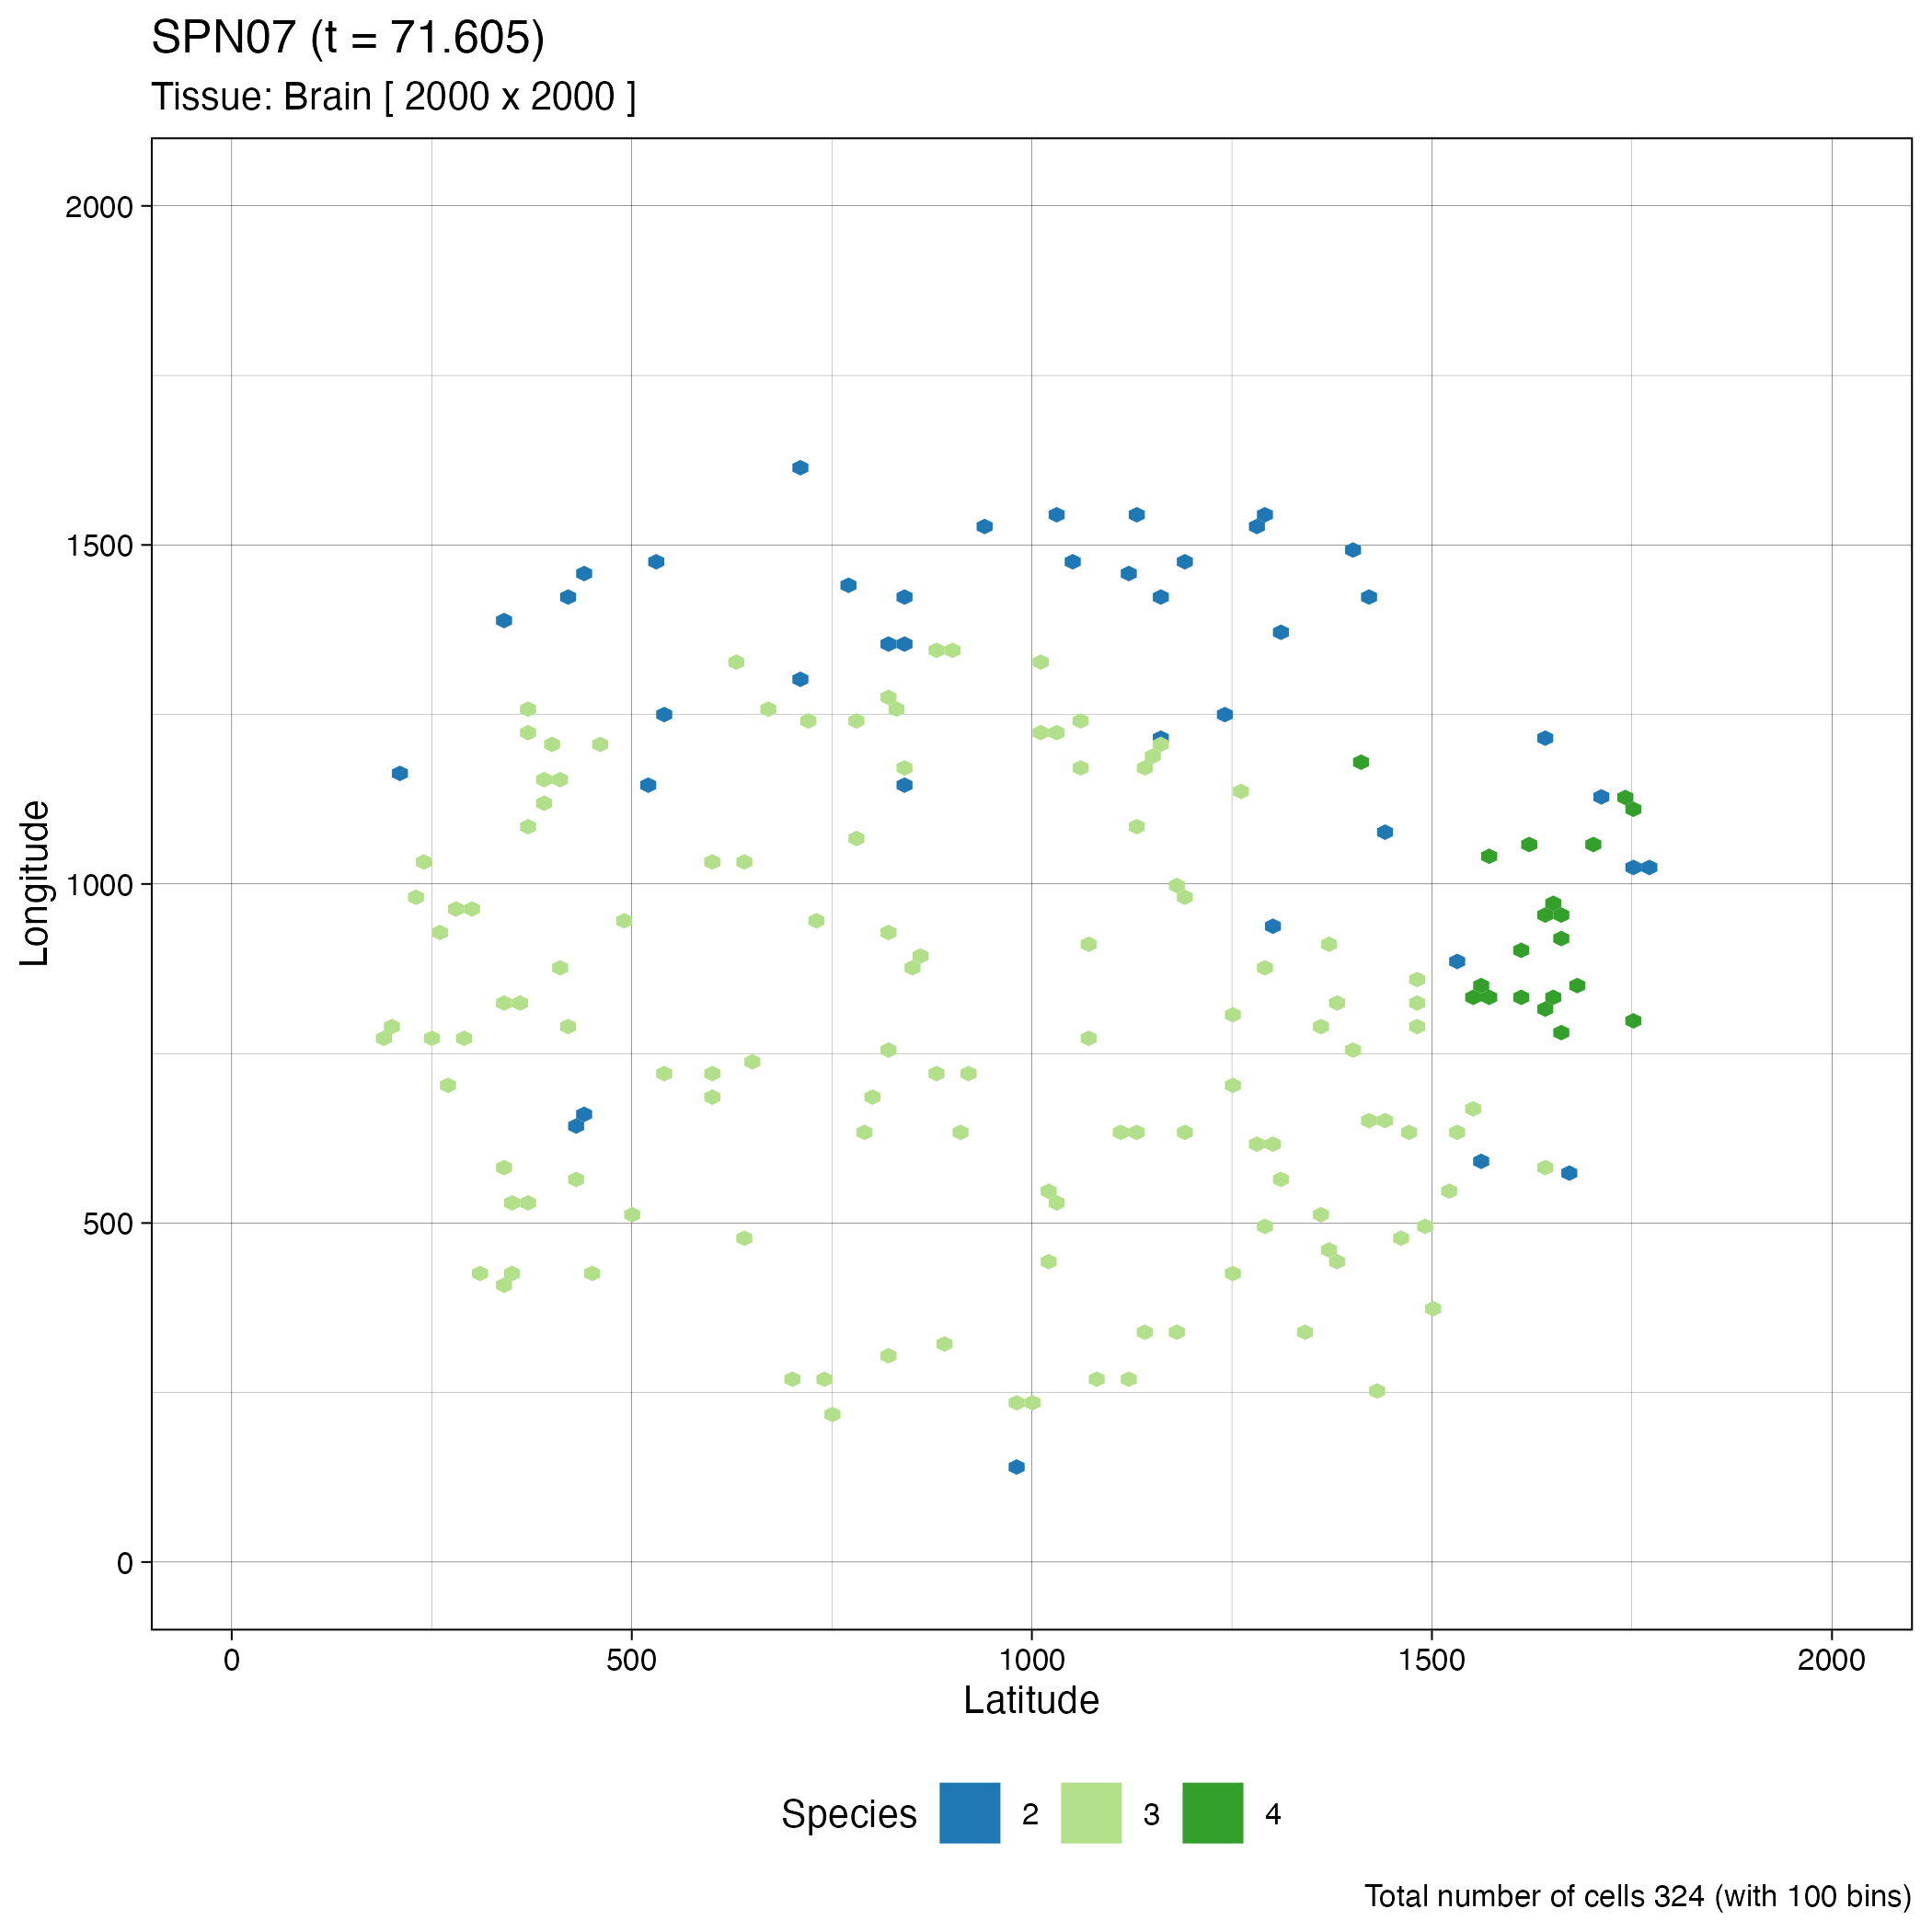 SPN07 (t = 71.605)
Tissue: Brain [ 2000 x 2000 ]
2000
1500
1000
500
0
Longitude
0 500 1000 1500 2000
Latitude
Species 2 3 4
Total number of cells 324 (with 100 bins)